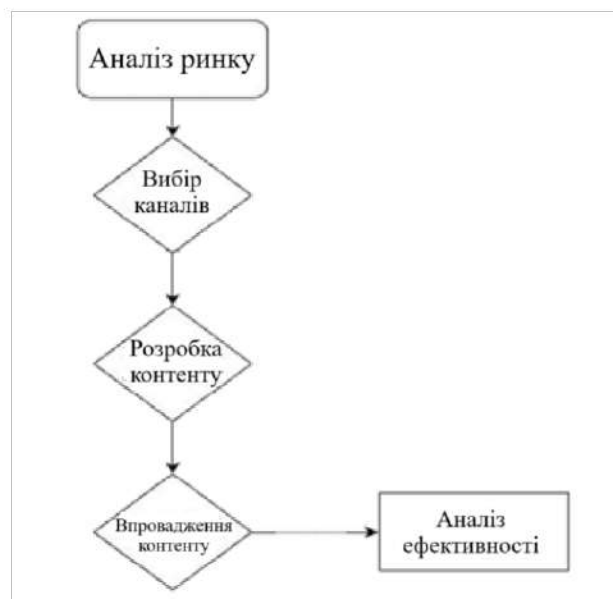 Аналіз ринку
Вибір
каналів
Розробка
контенту
Впровадження
контенту
Аналіз
ефективності